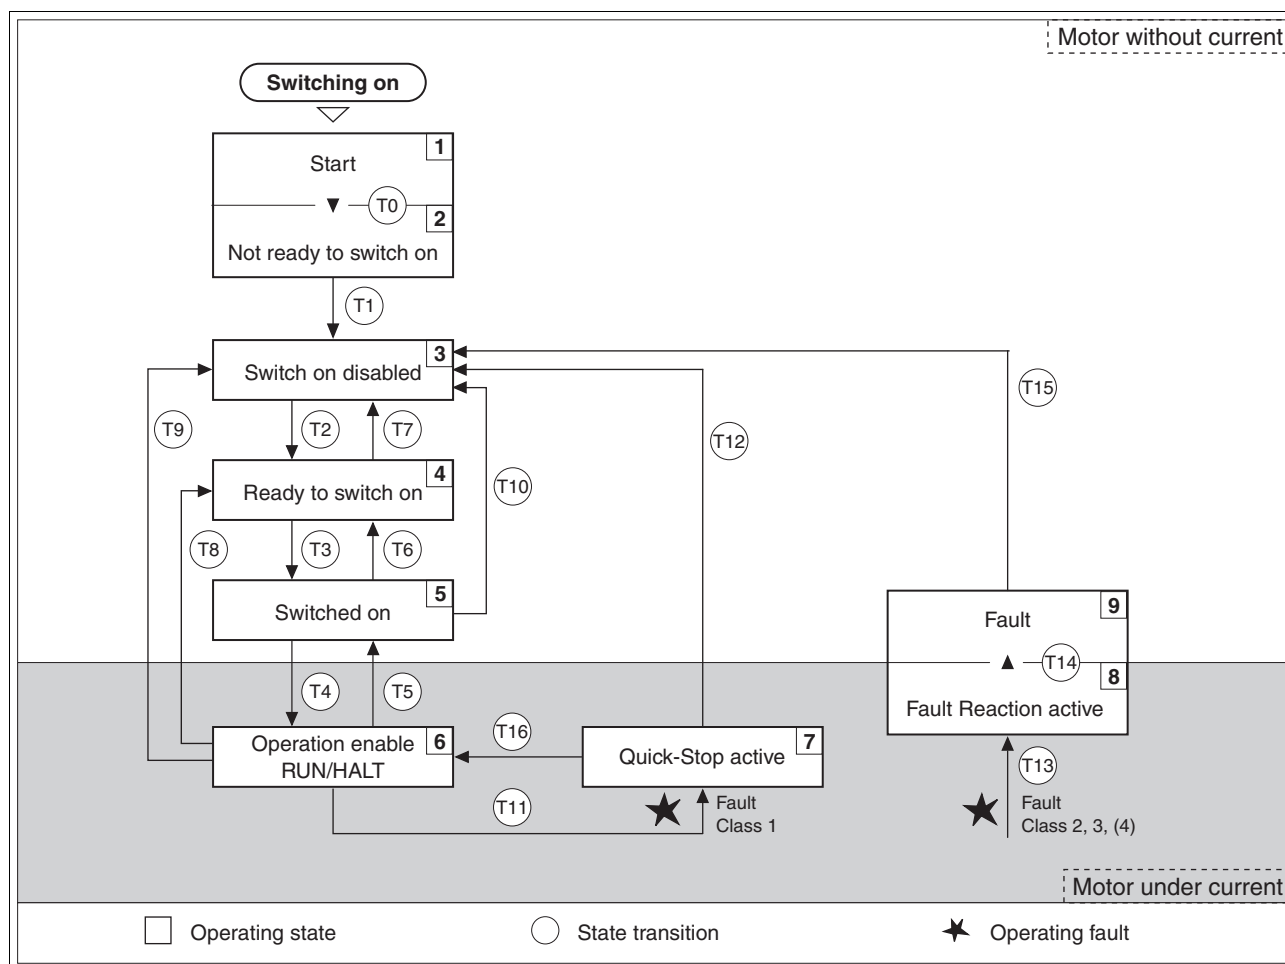 Motor without current
Switching on
1
Start
T0
2
Not ready to switch on
T1
3
Switch on disabled
T15
T9
T2
T7
T12
4
Ready to switch on
T10
T8
T3
T6
5
Switched on
9
Fault
T14
8
Fault Reaction active
T4
T5
6
Operation enable
RUN/HALT
T16
7
Quick-Stop active
T13
T11
Fault
Class 1
Fault
Class 2, 3, (4)
Motor under current
Operating state
State transition
Operating fault